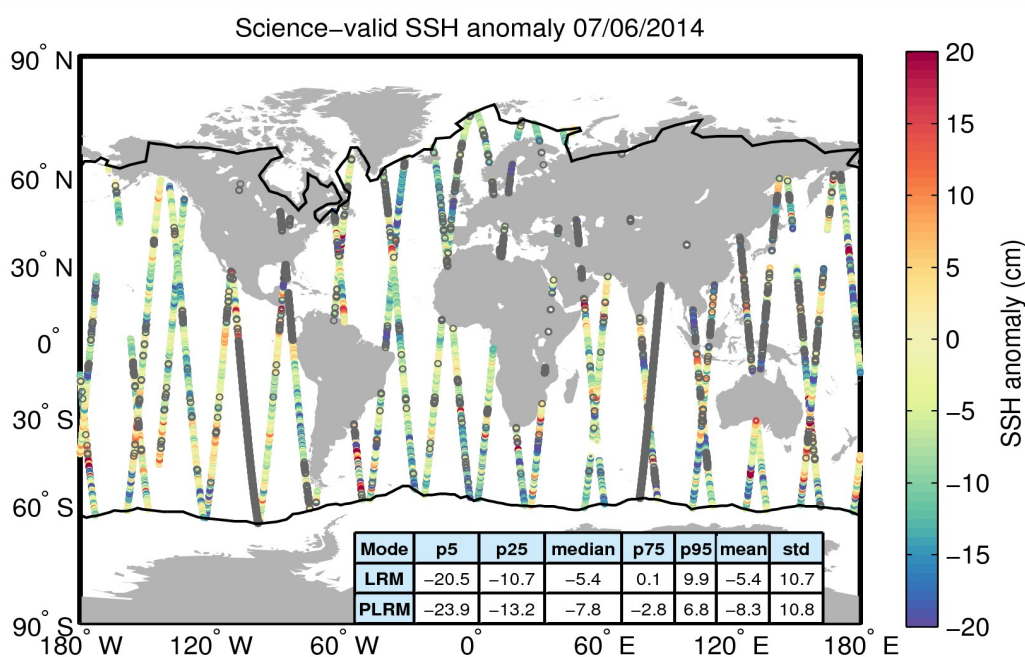 Science−valid SSH anomaly 07/06/2014
90° N
60° N
30° N
0°
30° S
60° S
90° S
180° W
120° W
60° W
0°
60° E
120° E
180° E
20
15
10
5
0
−5
−10
−15
−20
SSH anomaly (cm)
Mode p5 p25 median p75 p95 mean std
LRM −20.5 −10.7 −5.4 0.1 9.9 −5.4 10.7
PLRM −23.9 −13.2 −7.8 −2.8 6.8 −8.3 10.8